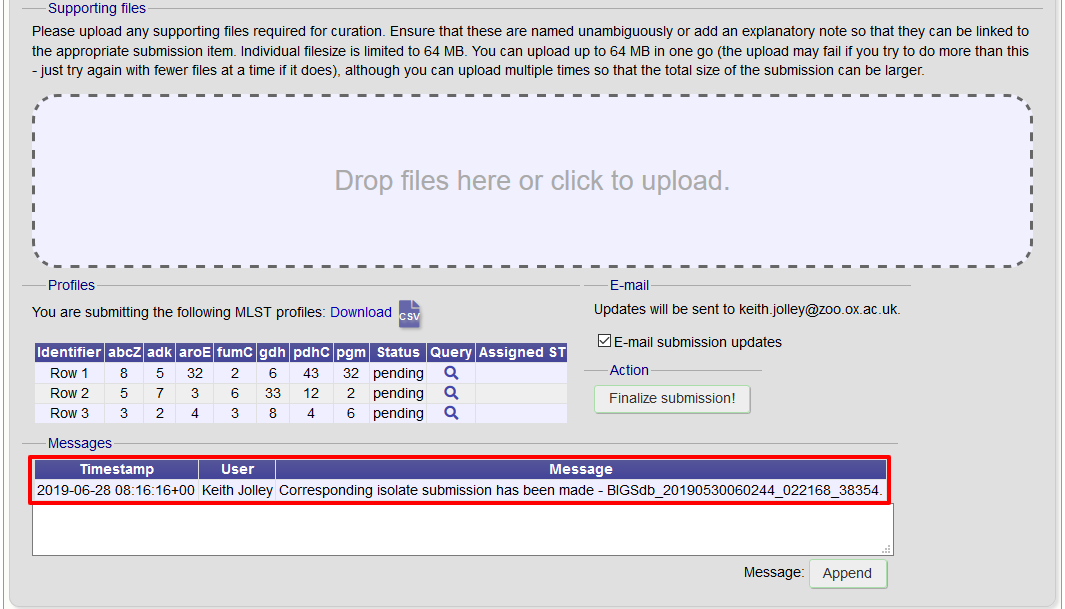 Supporting files
Please upload any supporting files required for curation. Ensure that these are named unambiguously or add an explanatory note so that they can be linked to
the appropriate submission item. Individual filesize is limited to 64 MB. You can upload up to 64 MB in one go (the upload may fail if you try to do more than this
- just try again with fewer files at a time if it does), although you can upload multiple times so that the total size of the submission can be larger.
Drop files here or click to upload.
Profiles
You are submitting the following MLST profiles: Download CSV
Identifier abcZ adk aroE fumC gdh pdhC pgm Status Query Assigned ST
Row 1 8 5 32 2 6 43 32 pending
Row 2 5 7 3 6 33 12 2 pending
Row 3 3 2 4 3 8 4 6 pending
E-mail
Updates will be sent to keith.jolley@zoo.ox.ac.uk.
E-mail submission updates
Action
Finalize submission!
Messages
Timestamp User Message
2019-06-28 08:16:16+00 Keith Jolley Corresponding isolate submission has been made - BIGSdb_20190530060244_022168_38354.
Message: Append